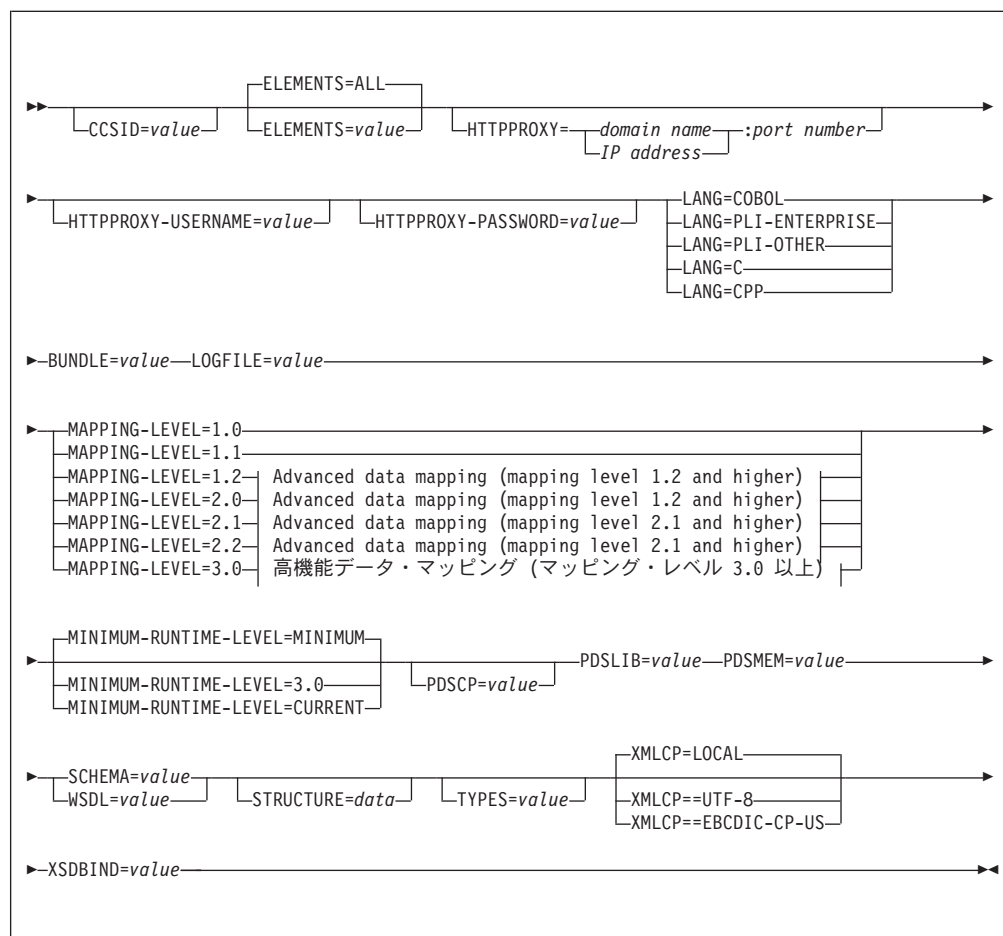 ELEMENTS=ALL
CCSID=value ELEMENTS=value HTTPPROXY= domain name :port number
IP address
HTTPPROXY-USERNAME=value HTTPPROXY-PASSWORD=value LANG=COBOL
LANG=PLI-ENTERPRISE
LANG=PLI-OTHER
LANG=C
LANG=CPP
BUNDLE=value LOGFILE=value
MAPPING-LEVEL=1.0
MAPPING-LEVEL=1.1
MAPPING-LEVEL=1.2 Advanced data mapping (mapping level 1.2 and higher)
MAPPING-LEVEL=2.0 Advanced data mapping (mapping level 1.2 and higher)
MAPPING-LEVEL=2.1 Advanced data mapping (mapping level 2.1 and higher)
MAPPING-LEVEL=2.2 Advanced data mapping (mapping level 2.1 and higher)
MAPPING-LEVEL=3.0 高機能データ・マッピング (マッピング・レベル 3.0 以上)
MINIMUM-RUNTIME-LEVEL=MINIMUM
PDSLIB=value PDSMEM=value
MINIMUM-RUNTIME-LEVEL=3.0 PDSCP=value
MINIMUM-RUNTIME-LEVEL=CURRENT
XMLCP=LOCAL
SCHEMA=value
WSDL=value STRUCTURE=data TYPES=value XMLCP==UTF-8
XMLCP==EBCDIC-CP-US
XSDBIND=value